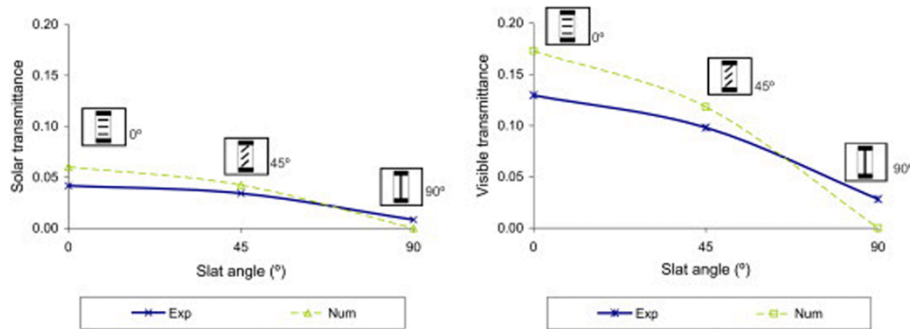 0.20
0.15
0.10
0.05
0.00
Solar transmittance
0º
45º
90º
0
45
90
Slat angle (º)
Exp
Num
0.20
0.15
0.10
0.05
0.00
Visible transmittance
0º
45º
90º
0
45
90
Slat angle (º)
Exp
Num